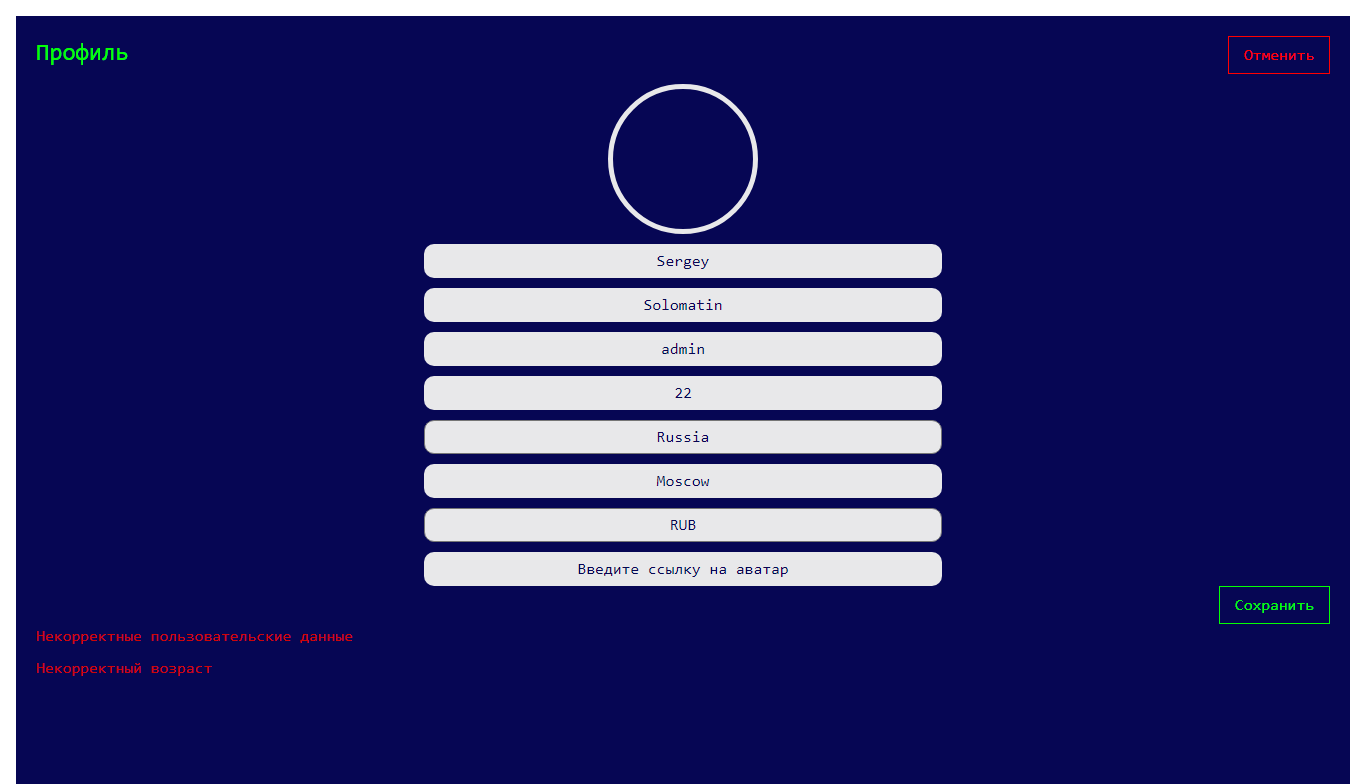 Профиль
Отменить
Sergey
Solomatin
admin
22
Russia
Moscow
RUB
Введите ссылку на аватар
Сохранить
Некорректные пользовательские данные
Некорректный возраст